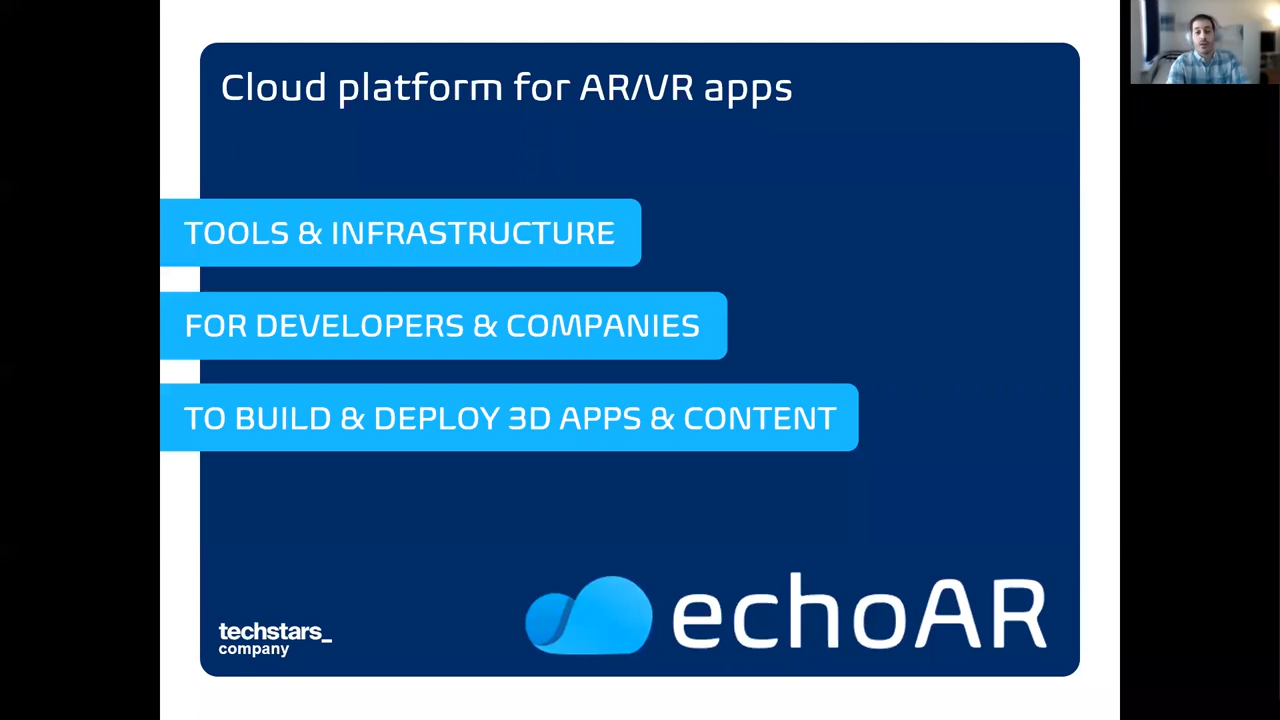 Cloud platform for AR/VR apps
TOOLS & INFRASTRUCTURE
FOR DEVELOPERS & COMPANIES
TO BUILD & DEPLOY 3D APPS & CONTENT
techstars_
company
echoAR